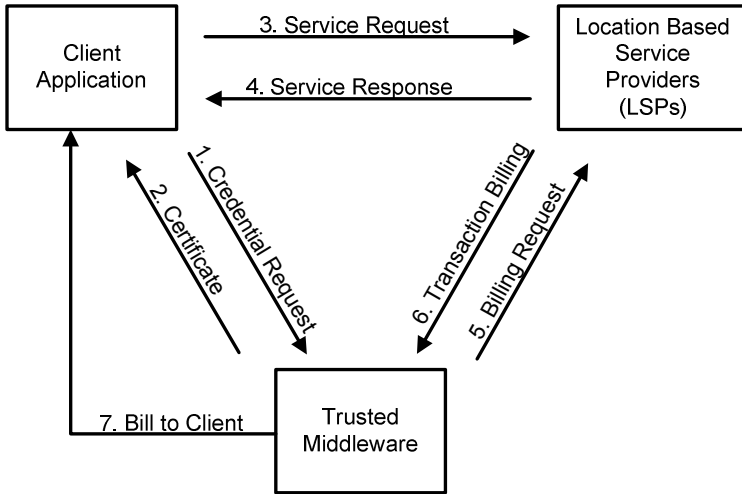 Client
Application
3. Service Request
4. Service Response
Location Based
Service
Providers
(LSPs)
1. Credential Request
2. Certificate
6. Transaction Billing
5. Billing Request
7. Bill to Client
Trusted
Middleware